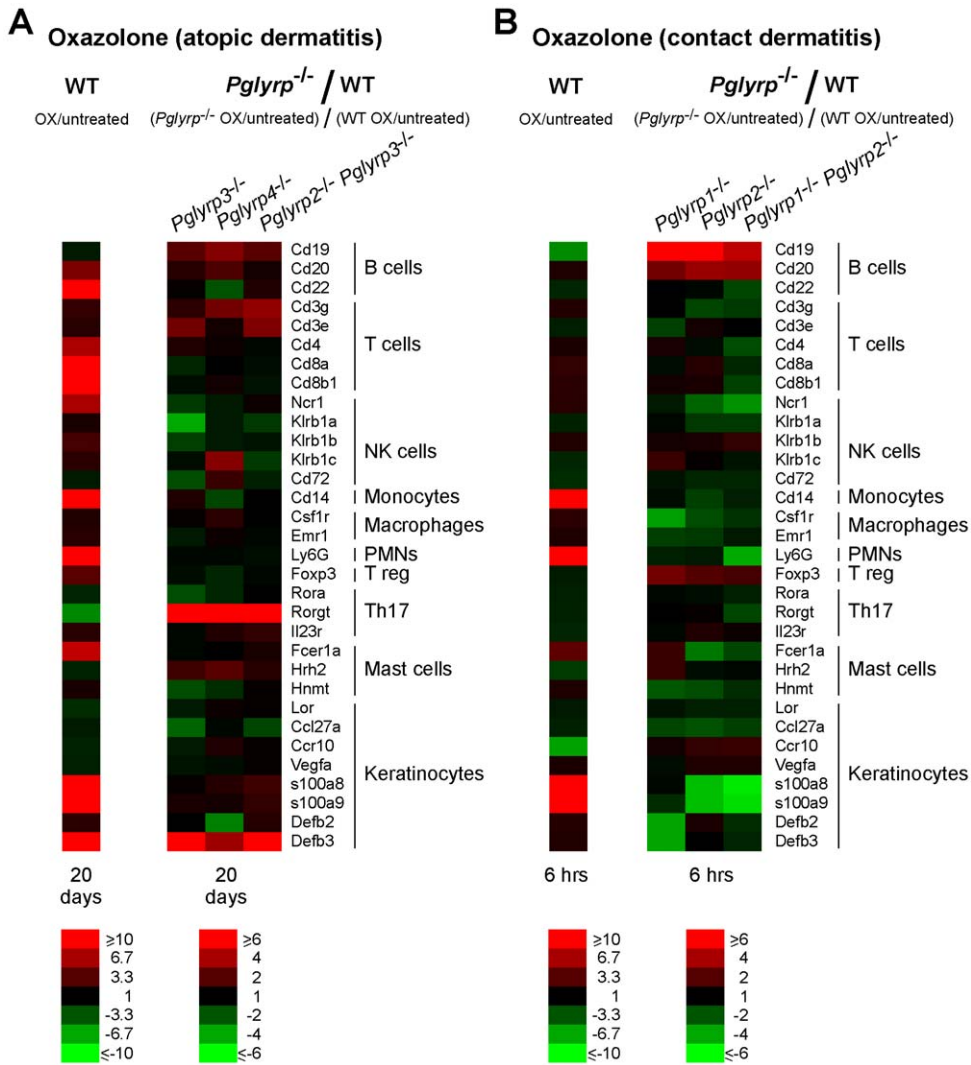 A Oxazolone (atopic dermatitis)
WT
OX/untreated
Pglyrp-/- / WT
(Pglyrp-/- OX/untreated) / (WT OX/untreated)
Pglyrp3-/-
Pglyrp4-/-
Pglyrp2-/- Pglyrp3-/-
Cd19
Cd20
Cd22
Cd3g
Cd3e
Cd4
Cd8a
Cd8b1
Ncr1
Klrb1a
Klrb1b
Klrb1c
Cd72
Cd14
Csf1r
Emr1
Ly6G
Foxp3
Rora
Rorgt
Il23r
Fcer1a
Hrh2
Hnmt
Lor
Ccl27a
Ccr10
Vegfa
s100a8
s100a9
Defb2
Defb3
B cells
T cells
NK cells
Monocytes
Macrophages
PMNs
T reg
Th17
Mast cells
Keratinocytes
20
days
20
days
≥10
6.7
3.3
1
-3.3
-6.7
≤-10
≥6
4
2
1
-2
-4
≤-6
B Oxazolone (contact dermatitis)
WT
OX/untreated
Pglyrp-/- / WT
(Pglyrp-/- OX/untreated) / (WT OX/untreated)
Pglyrp1-/-
Pglyrp2-/-
Pglyrp1-/- Pglyrp2-/-
Cd19
Cd20
Cd22
Cd3g
Cd3e
Cd4
Cd8a
Cd8b1
Ncr1
Klra1a
Klrb1b
Klrb1c
Cd72
Cd14
Csf1r
Emr1
Ly6G
Foxp3
Rora
Rorgt
Il23r
Fcer1a
Hrh2
Hnmt
Lor
Ccl27a
Ccr10
Vegfa
s100a8
s100a9
Defb2
Defb3
B cells
T cells
NK cells
Monocytes
Macrophages
PMNs
T reg
Th17
Mast cells
Keratinocytes
6 hrs
6 hrs
≥10
6.7
3.3
1
-3.3
-6.7
≤-10
≥6
4
2
1
-2
-4
≤-6